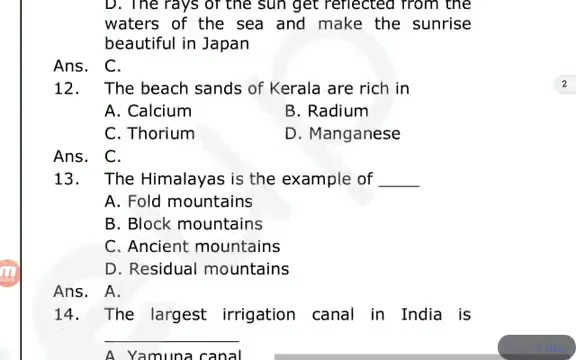 D. The rays of the sun get reflected from the
waters of the sea and make the sunrise
beautiful in Japan
Ans. C.
12. The beach sands of Kerala are rich in
A. Calcium B. Radium
C. Thorium D. Manganese
Ans. C.
13. The Himalayas is the example of ____
A. Fold mountains
B. Block mountains
C. Ancient mountains
D. Residual mountains
Ans. A.
14. The largest irrigation canal in India is
_____________
A. Yamuna canal
2